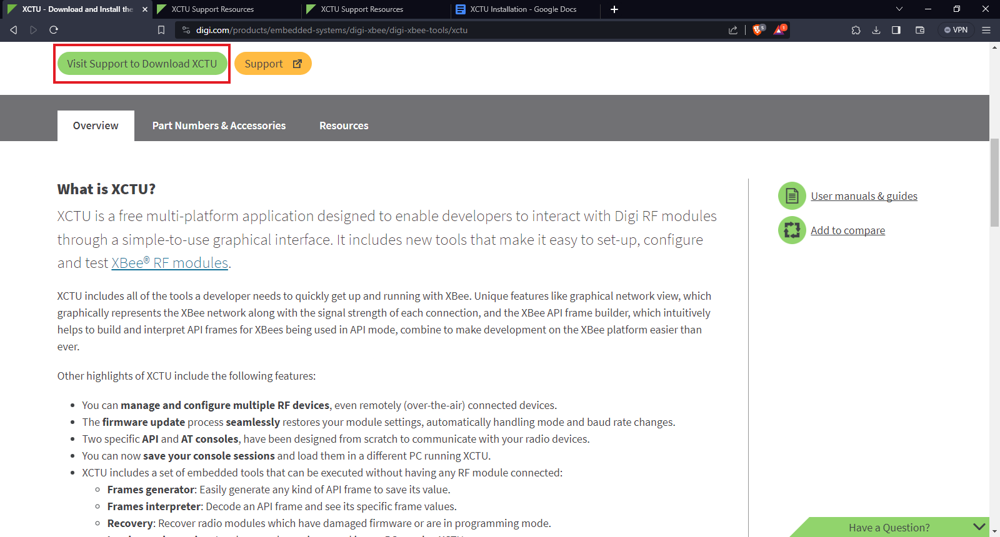 XCTU - Download and Install the
XCTU Support Resources
XCTU Support Resources
XCTU Installation - Google Docs
digi.com/products/embedded-systems/digi-xbee/digi-xbee-tools/xctu
5
1
VPN
Visit Support to Download XCTU
Support
Overview
Part Numbers & Accessories
Resources
What is XCTU?
XCTU is a free multi-platform application designed to enable developers to interact with Digi RF modules
through a simple-to-use graphical interface. It includes new tools that make it easy to set-up, configure
and test XBee® RF modules.
User manuals & guides
Add to compare
XCTU includes all of the tools a developer needs to quickly get up and running with XBee. Unique features like graphical network view, which
graphically represents the XBee network along with the signal strength of each connection, and the XBee API frame builder, which intuitively
helps to build and interpret API frames for XBees being used in API mode, combine to make development on the XBee platform easier than
ever.
Other highlights of XCTU include the following features:
You can manage and configure multiple RF devices, even remotely (over-the-air) connected devices.
The firmware update process seamlessly restores your module settings, automatically handling mode and baud rate changes.
Two specific API and AT consoles, have been designed from scratch to communicate with your radio devices.
You can now save your console sessions and load them in a different PC running XCTU.
XCTU includes a set of embedded tools that can be executed without having any RF module connected:
Frames generator: Easily generate any kind of API frame to save its value.
Frames interpreter: Decode an API frame and see its specific frame values.
Recovery: Recover radio modules which have damaged firmware or are in programming mode.
Have a Question?